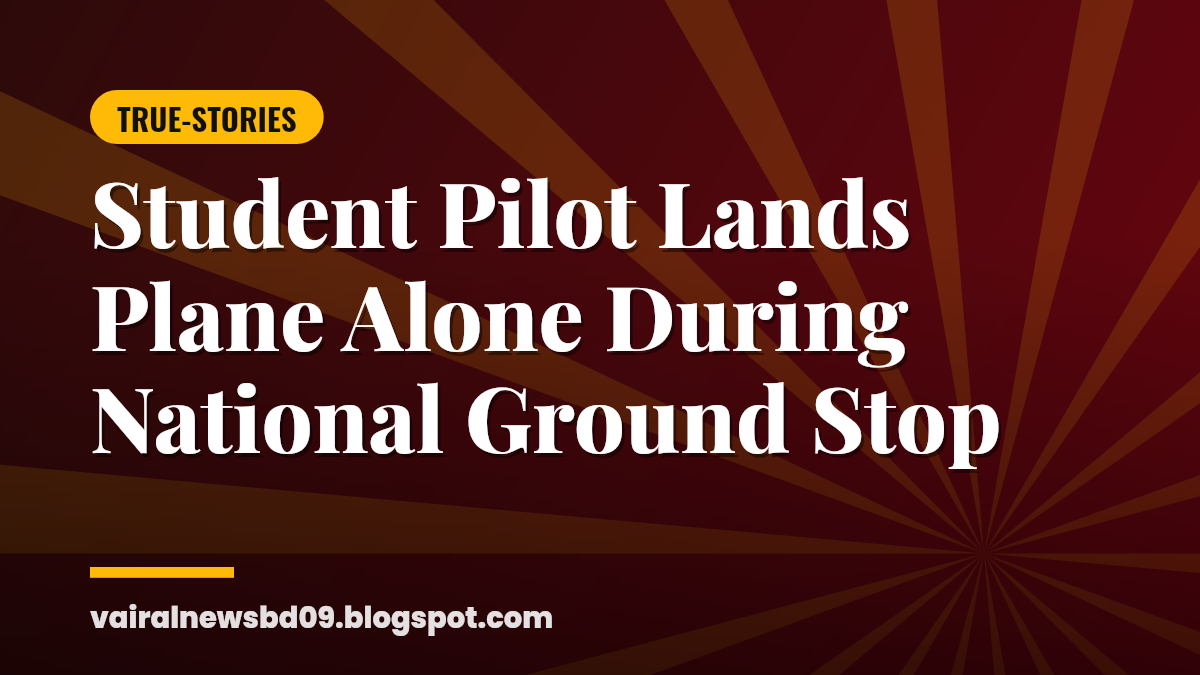 TRUE-STORIES
Student Pilot Lands
Plane Alone During
National Ground Stop
vairalnewsbd09.blogspot.com